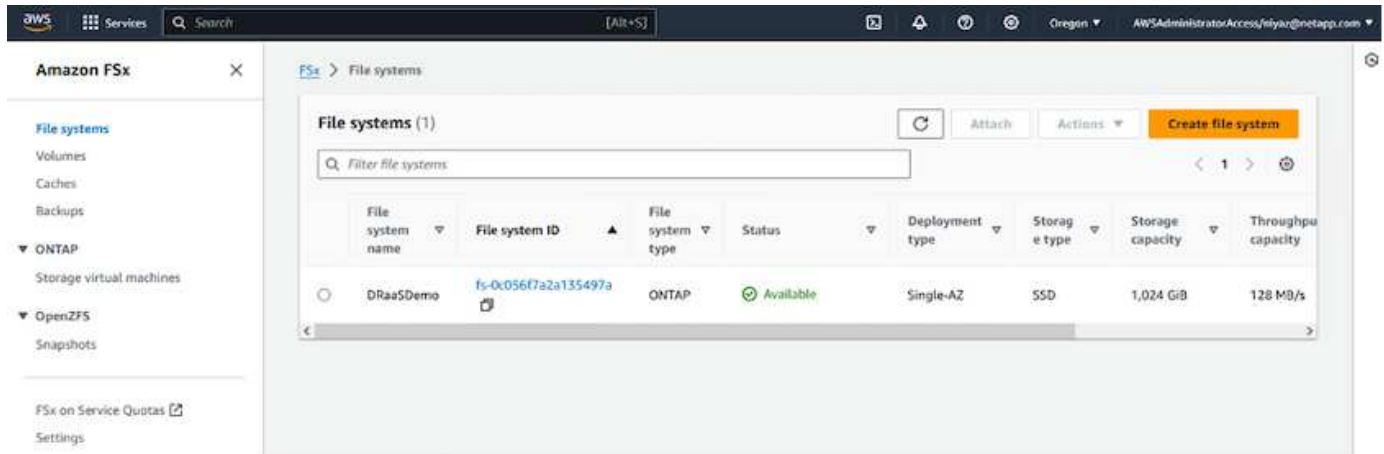 aws Services Search [Alt+S] Oregon ▼ AWSAdministratorAccess/niyaz@netapp.com ▼
Amazon FSx
File systems
Volumes
Caches
Backups
▼ ONTAP
Storage virtual machines
▼ OpenZFS
Snapshots
FSx on Service Quotas
Settings
FSx > File systems
File systems (1)
Attach Actions ▼ Create file system
Filter file systems
< 1 >
File system name File system ID File system type Status Deployment type Storag e type Storage capacity Throughpu capacity
DRaaSDemo fs-0c056f7a2a135497a ONTAP Available Single-AZ SSD 1,024 GiB 128 MB/s